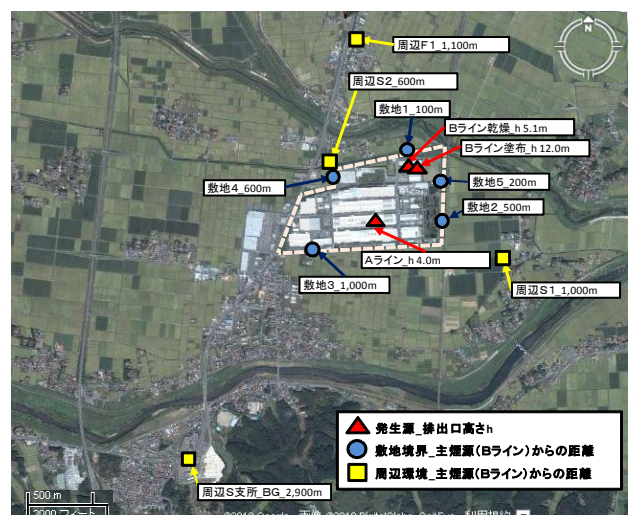 周辺F1_1,100m
周辺S2_600m
敷地1_100m
Bライン乾燥_h 5.1m
Bライン塗布_h 12.0m
敷地4_600m
敷地5_200m
敷地2_500m
Aライン_h 4.0m
敷地3_1,000m
周辺S1_1,000m
発生源_排出口高さh
敷地境界_主煙源(Bライン)からの距離
周辺環境_主煙源(Bライン)からの距離
周辺S支所_BG_2,900m
500 m
2000 フィート